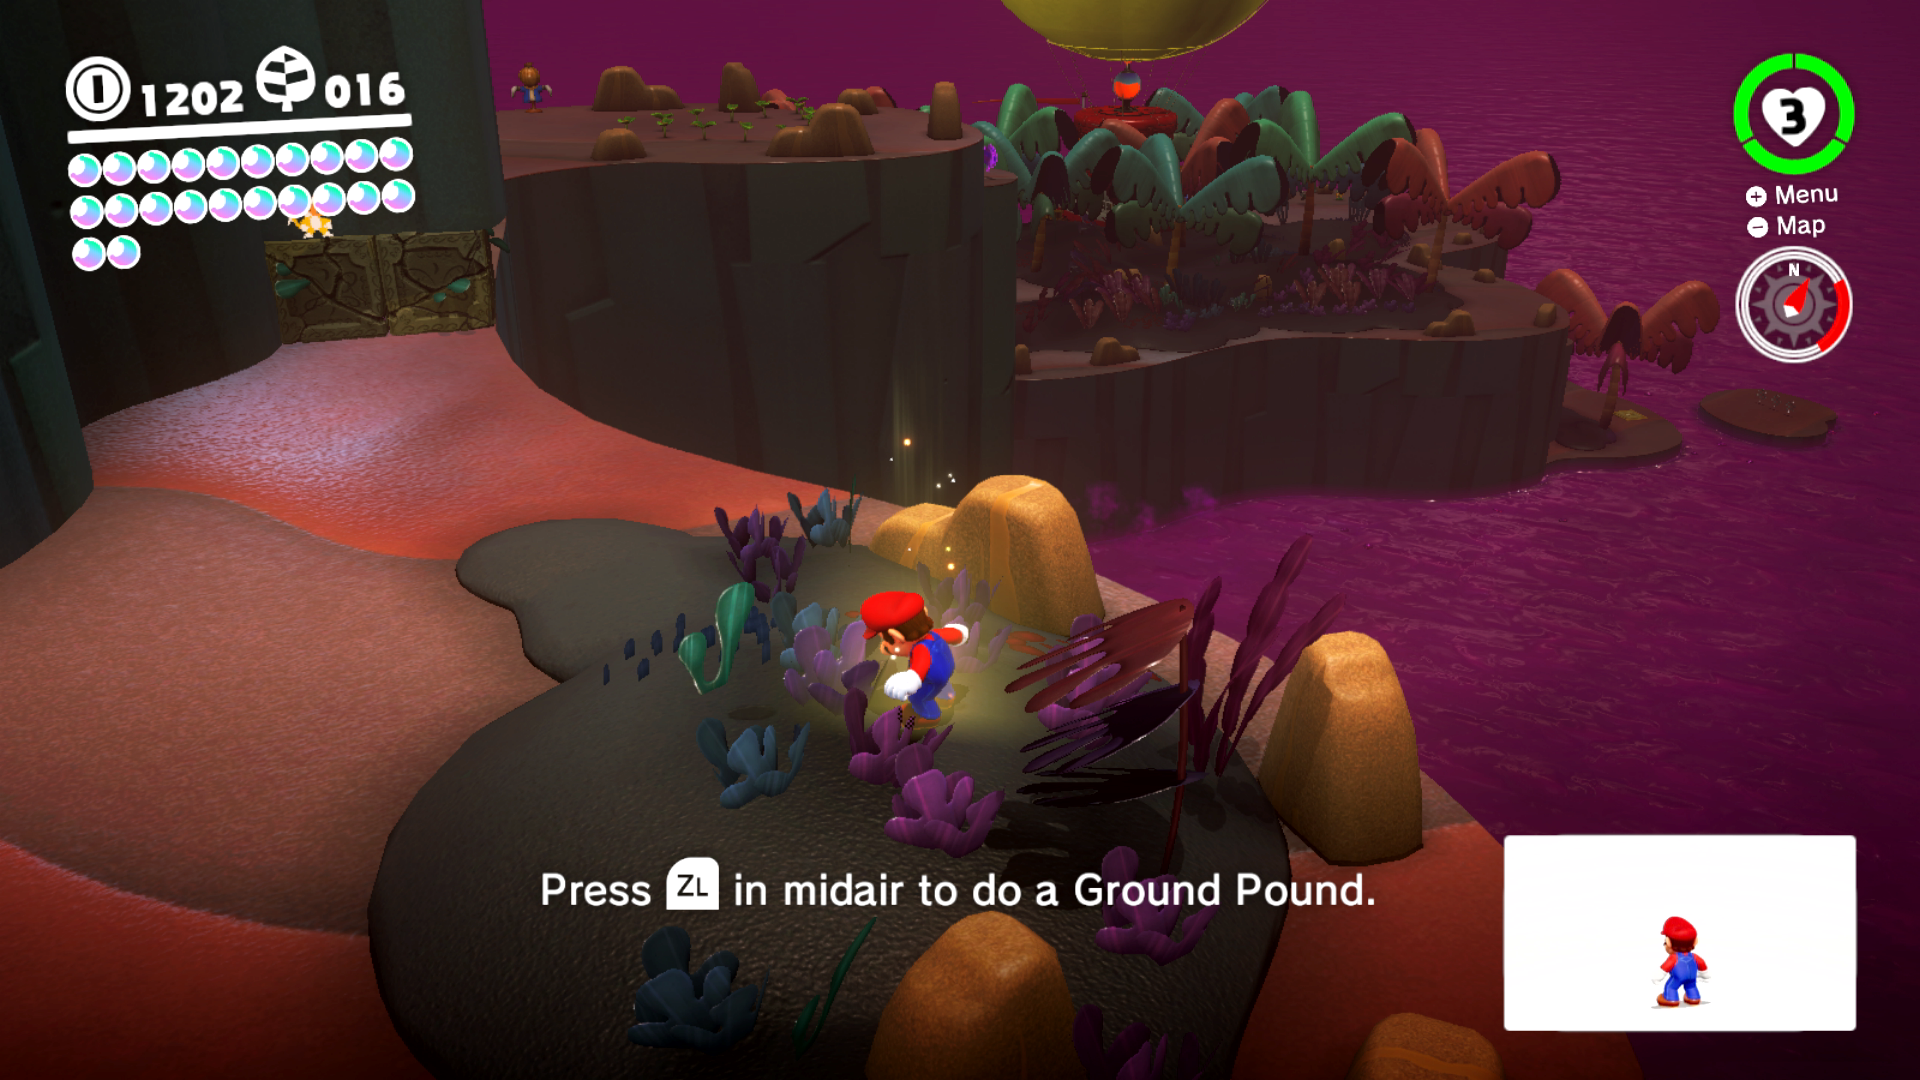 1202 016
3
+ Menu
- Map
N
Press ZL in midair to do a Ground Pound.